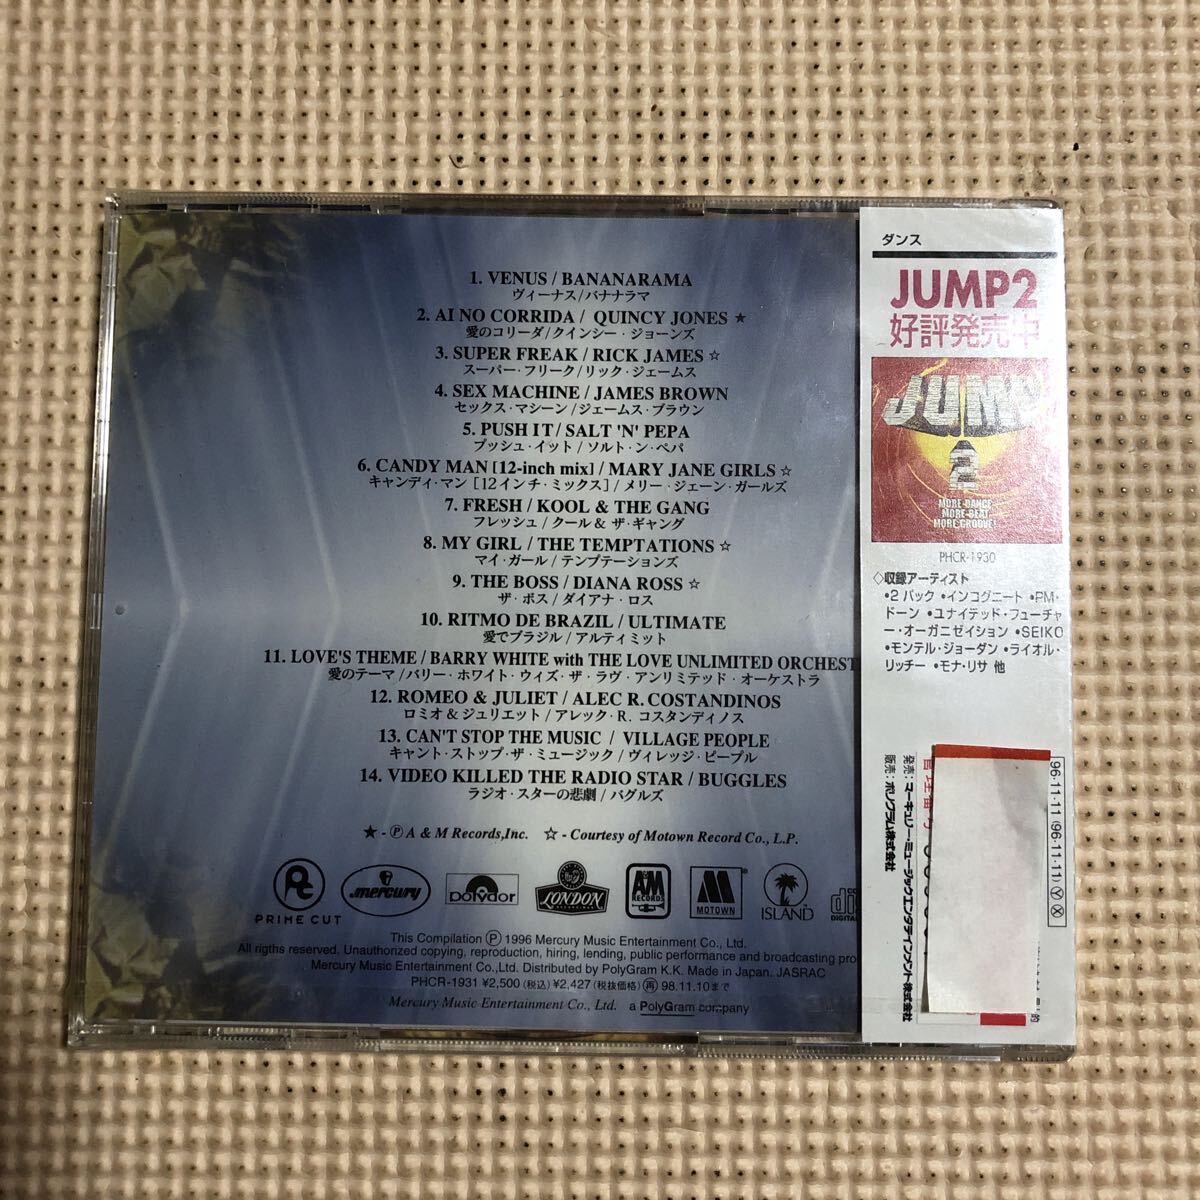 1. VENUS / BANANARAMA
ヴィーナス / バナナラマ
2. AI NO CORRIDA / QUINCY JONES ★
愛のコリーダ / クインシー・ジョーンズ
3. SUPER FREAK / RICK JAMES ☆
スーパー・フリーク / リック・ジェームス
4. SEX MACHINE / JAMES BROWN
セックス・マシーン / ジェームス・ブラウン
5. PUSH IT / SALT 'N' PEPA
プッシュ・イット / ソルト・ン・ペパ
6. CANDY MAN [12-inch mix] / MARY JANE GIRLS ☆
キャンディ・マン [12インチ・ミックス] / メリー・ジェーン・ガールズ
7. FRESH / KOOL & THE GANG
フレッシュ / クール & ザ・ギャング
8. MY GIRL / THE TEMPTATIONS ☆
マイ・ガール / テンプテーションズ
9. THE BOSS / DIANA ROSS ☆
ザ・ボス / ダイアナ・ロス
10. RITMO DE BRAZIL / ULTIMATE
愛でブラジル / アルティミット
11. LOVE'S THEME / BARRY WHITE with THE LOVE UNLIMITED ORCHEST
愛のテーマ / バリー・ホワイト・ウィズ・ザ・ラヴ・アンリミテッド・オーケストラ
12. ROMEO & JULIET / ALEC R. COSTANDINOS
ロミオ & ジュリエット / アレック・R. コスタンディノス
13. CAN'T STOP THE MUSIC / VILLAGE PEOPLE
キャント・ストップ・ザ・ミュージック / ヴィレッジ・ピープル
14. VIDEO KILLED THE RADIO STAR / BUGGLES
ラジオ・スターの悲劇 / バグルズ
★ - Ⓟ A & M Records, Inc. ☆ - Courtesy of Motown Record Co., L.P.
PRIME CUT
mercury
polydor
LONDON
A&M
RECORDS
MOTOWN
ISLAND
DIGITAL
This Compilation Ⓟ 1996 Mercury Music Entertainment Co., Ltd.
All rigths reserved. Unauthorized copying, reproduction, hiring, lending, public performance and broadcasting pro
Mercury Music Entertainment Co.,Ltd. Distributed by PolyGram K.K. Made in Japan. JASRAC
PHCR-1931 ¥2,500 (税込) ¥2,427 (税抜価格) 再 98.11.10まで
Mercury Music Entertainment Co., Ltd. a PolyGram company
ダンス
JUMP2
好評発売中
JUMP
2
MORE DANCE
MORE BEAT
MORE GROOVE!
PHCR-1930
◇収録アーティスト
・2パック・インコグニート・PM・
ドーン・ユナイテッド・フューチャ
ー・オーガニゼイション・SEIKO
・モンテル・ジョーダン・ライオル・
リッチー・モナ・リサ 他
96・11・11 (96・11・11) Ⓨ Ⓧ
発売:マーキュリー・ミュージックエンタテインメント株式会社
販売:ポリグラム株式会社